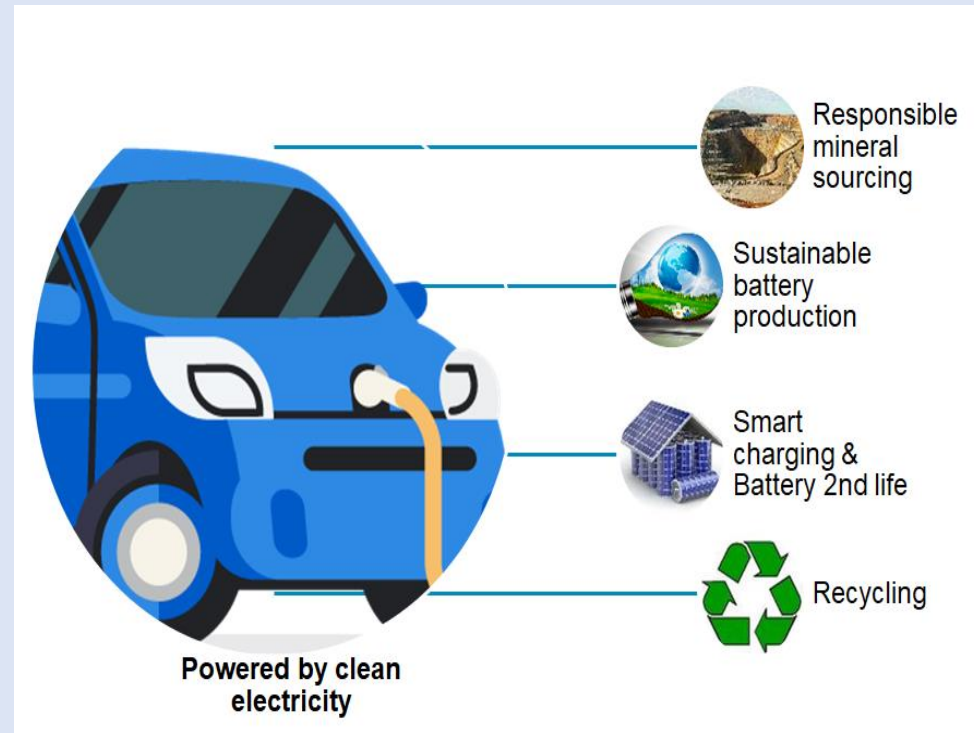 Responsible
mineral
sourcing
Sustainable
battery
production
Smart
charging &
Battery 2nd life
Recycling
Powered by clean
electricity